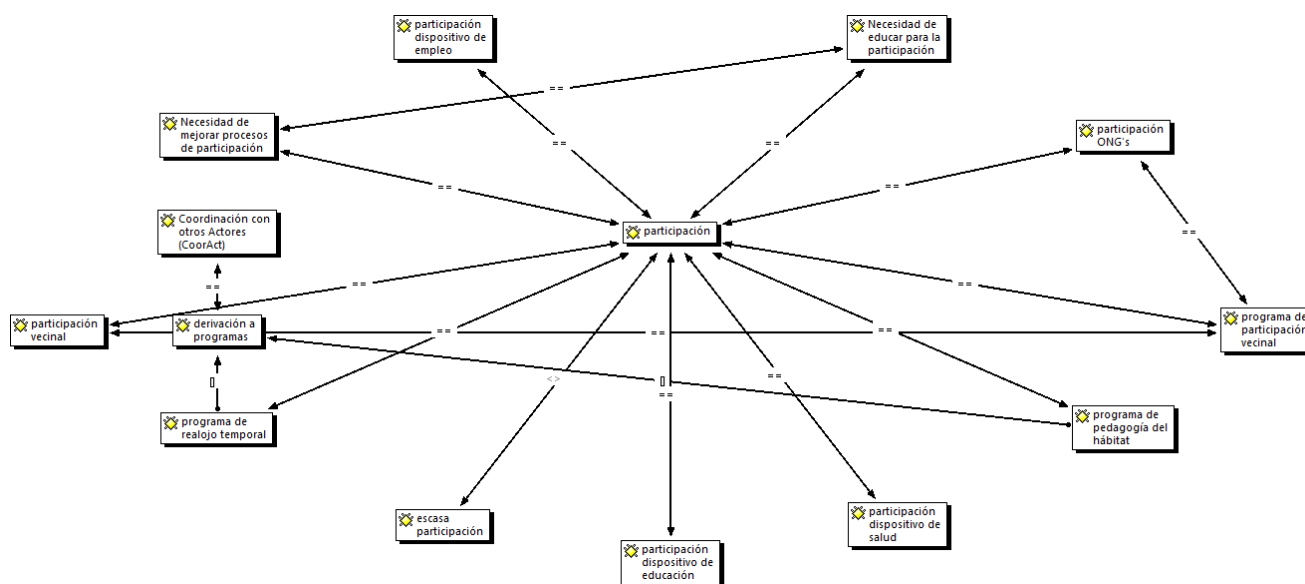 participación
dispositivo de
empleo
Necesidad de
educar para la
participación
==
Necesidad de
mejorar procesos
de participación
participación
ONG's
==
==
==
==
Coordinación con
otros Actores
(CoorAct)
participación
==
==
==
participación
vecinal
derivación a
programas
==
==
==
programa de
participación
vecinal
[]
<>
[]
==
==
programa de
realojo temporal
programa de
pedagogía del
hábitat
escasa
participación
participación
dispositivo de
salud
participación
dispositivo de
educación